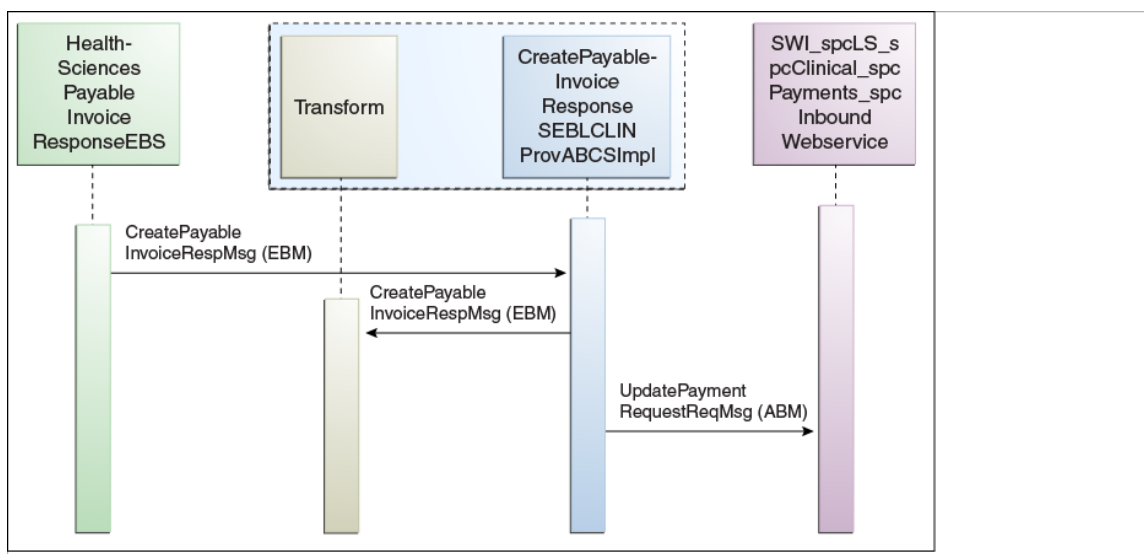 Health-
Sciences
Payable
Invoice
ResponseEBS
Transform
CreatePayable-
Invoice
Response
SEBLCLIN
ProvABCSImpl
SWI_spcLS_s
pcClinical_spc
Payments_spc
Inbound
Webservice
CreatePayable
InvoiceRespMsg (EBM)
CreatePayable
InvoiceRespMsg (EBM)
UpdatePayment
RequestReqMsg (ABM)